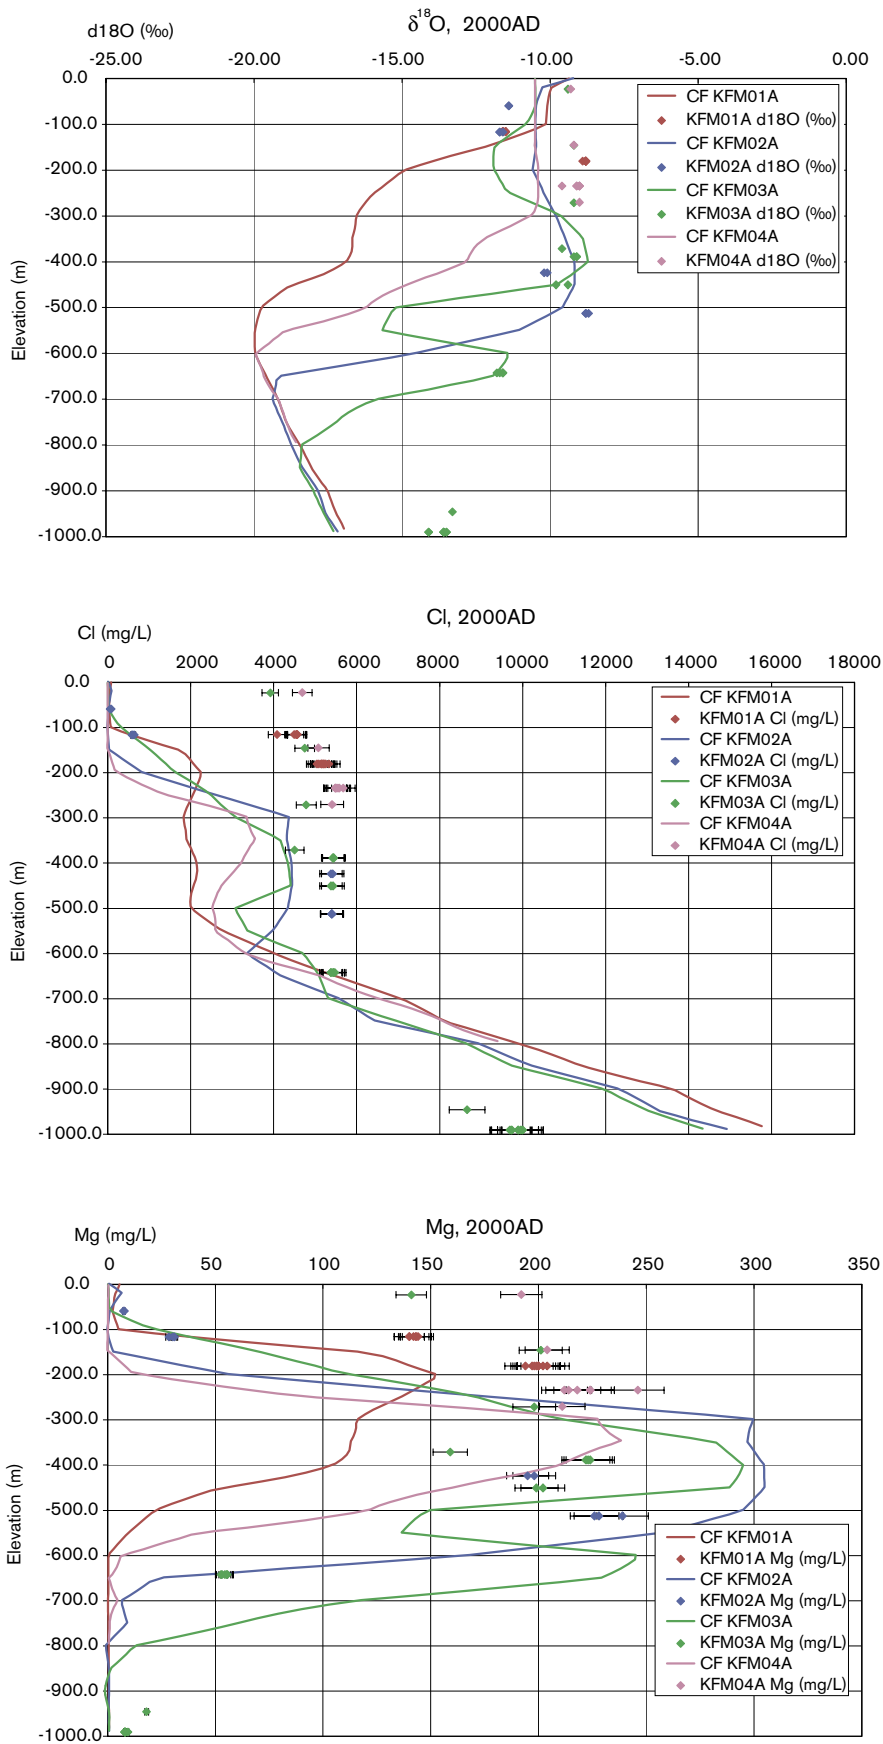 δ18O, 2000AD
d18O (‰)
-25.00 -20.00 -15.00 -10.00 -5.00 0.00
0.0
-100.0
-200.0
-300.0
-400.0
-500.0
-600.0
-700.0
-800.0
-900.0
-1000.0
Elevation (m)
CF KFM01A
KFM01A d18O (‰)
CF KFM02A
KFM02A d18O (‰)
CF KFM03A
KFM03A d18O (‰)
CF KFM04A
KFM04A d18O (‰)
Cl, 2000AD
Cl (mg/L)
0 2000 4000 6000 8000 10000 12000 14000 16000 18000
0.0
-100.0
-200.0
-300.0
-400.0
-500.0
-600.0
-700.0
-800.0
-900.0
-1000.0
Elevation (m)
CF KFM01A
KFM01A Cl (mg/L)
CF KFM02A
KFM02A Cl (mg/L)
CF KFM03A
KFM03A Cl (mg/L)
CF KFM04A
KFM04A Cl (mg/L)
Mg, 2000AD
Mg (mg/L)
0 50 100 150 200 250 300 350
0.0
-100.0
-200.0
-300.0
-400.0
-500.0
-600.0
-700.0
-800.0
-900.0
-1000.0
Elevation (m)
CF KFM01A
KFM01A Mg (mg/L)
CF KFM02A
KFM02A Mg (mg/L)
CF KFM03A
KFM03A Mg (mg/L)
CF KFM04A
KFM04A Mg (mg/L)